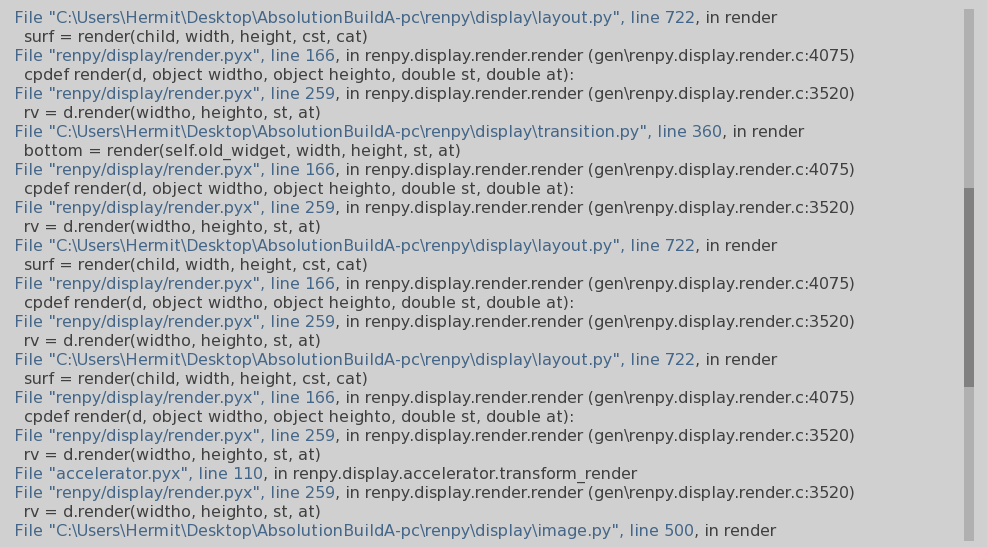 File "C:\Users\Hermit\Desktop\AbsolutionBuildA-pc\renpy\display\layout.py", line 722, in render
surf = render(child, width, height, cst, cat)
File "renpy/display/render.pyx", line 166, in renpy.display.render.render (gen\renpy.display.render.c:4075)
cpdef render(d, object widtho, object heighto, double st, double at):
File "renpy/display/render.pyx", line 259, in renpy.display.render.render (gen\renpy.display.render.c:3520)
rv = d.render(widtho, heighto, st, at)
File "C:\Users\Hermit\Desktop\AbsolutionBuildA-pc\renpy\display\transition.py", line 360, in render
bottom = render(self.old_widget, width, height, st, at)
File "renpy/display/render.pyx", line 166, in renpy.display.render.render (gen\renpy.display.render.c:4075)
cpdef render(d, object widtho, object heighto, double st, double at):
File "renpy/display/render.pyx", line 259, in renpy.display.render.render (gen\renpy.display.render.c:3520)
rv = d.render(widtho, heighto, st, at)
File "C:\Users\Hermit\Desktop\AbsolutionBuildA-pc\renpy\display\layout.py", line 722, in render
surf = render(child, width, height, cst, cat)
File "renpy/display/render.pyx", line 166, in renpy.display.render.render (gen\renpy.display.render.c:4075)
cpdef render(d, object widtho, object heighto, double st, double at):
File "renpy/display/render.pyx", line 259, in renpy.display.render.render (gen\renpy.display.render.c:3520)
rv = d.render(widtho, heighto, st, at)
File "C:\Users\Hermit\Desktop\AbsolutionBuildA-pc\renpy\display\layout.py", line 722, in render
surf = render(child, width, height, cst, cat)
File "renpy/display/render.pyx", line 166, in renpy.display.render.render (gen\renpy.display.render.c:4075)
cpdef render(d, object widtho, object heighto, double st, double at):
File "renpy/display/render.pyx", line 259, in renpy.display.render.render (gen\renpy.display.render.c:3520)
rv = d.render(widtho, heighto, st, at)
File "accelerator.pyx", line 110, in renpy.display.accelerator.transform_render
File "renpy/display/render.pyx", line 259, in renpy.display.render.render (gen\renpy.display.render.c:3520)
rv = d.render(widtho, heighto, st, at)
File "C:\Users\Hermit\Desktop\AbsolutionBuildA-pc\renpy\display\image.py", line 500, in render